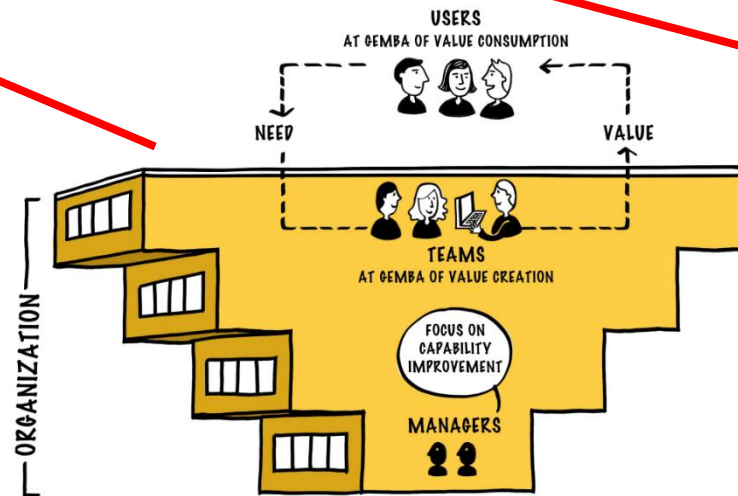 USERS
AT GEMBA OF VALUE CONSUMPTION
NEED
VALUE
TEAMS
AT GEMBA OF VALUE CREATION
FOCUS ON
CAPABILITY
IMPROVEMENT
MANAGERS
ORGANIZATION